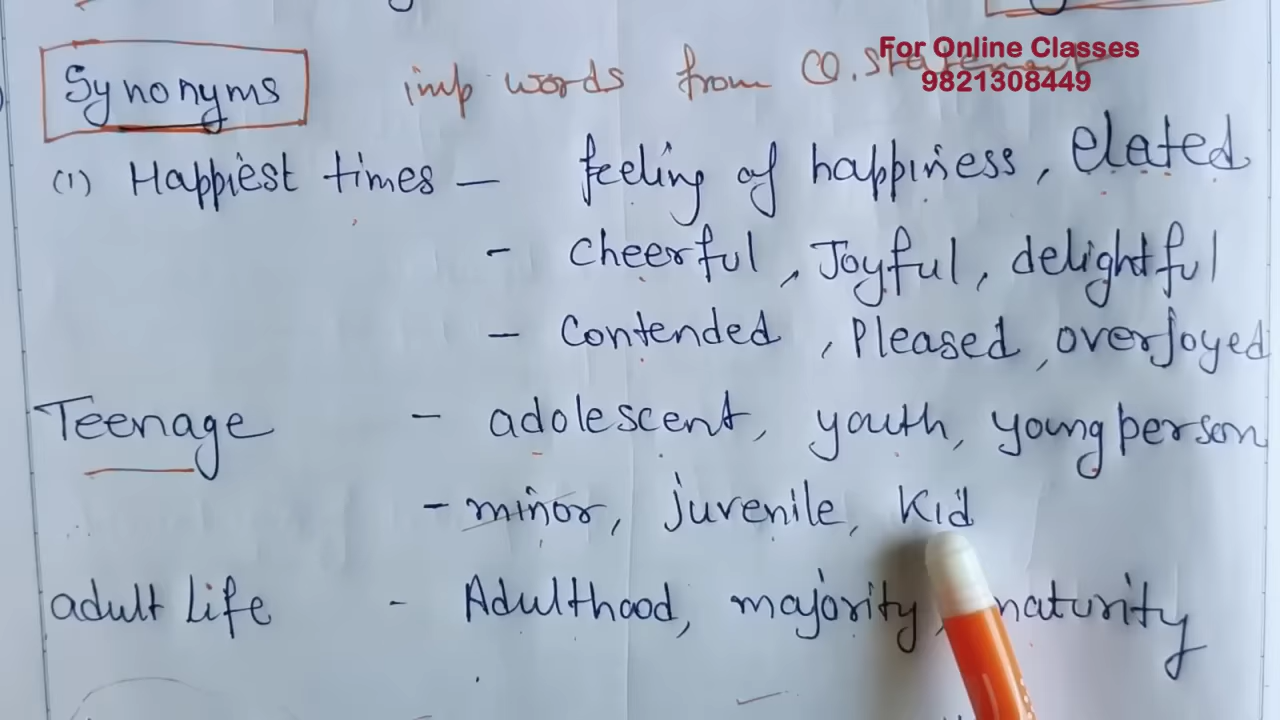 For Online Classes
9821308449
Synonyms imp words from CQ. statement
(1) Happiest times - feeling of happiness, elated
- cheerful, Joyful, delightful
- Contended, Pleased, overjoyed
Teenage - adolescent, youth, young person
- minor, juvenile, Kid
adult Life - Adulthood, majority, maturity